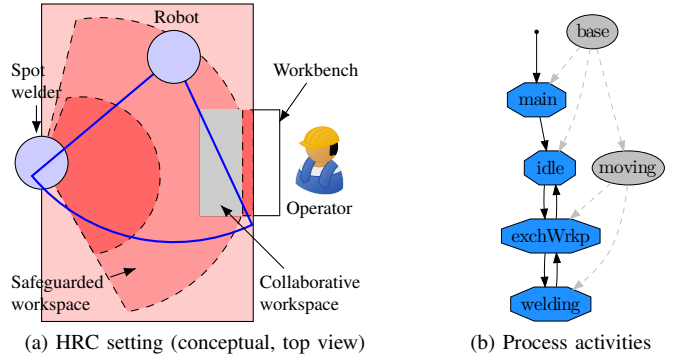 Robot
Spot
welder
Workbench
Operator
Safeguarded
workspace
Collaborative
workspace
(a) HRC setting (conceptual, top view)
base
main
idle
moving
exchWrkp
welding
(b) Process activities